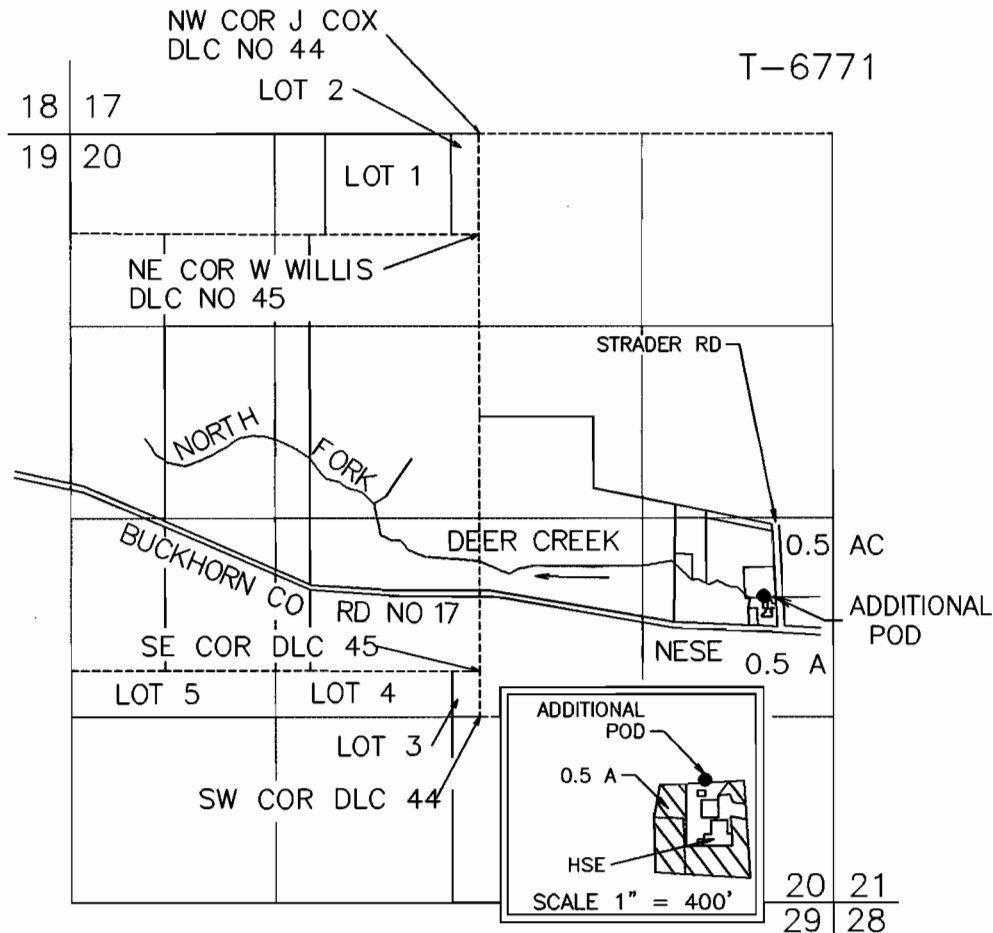 NW COR J COX
DLC NO 44
T-6771
LOT 2
18 17
19 20
LOT 1
NE COR W WILLIS
DLC NO 45
STRADER RD
NORTH
FORK
DEER CREEK
0.5 AC
BUCKHORN CO
RD NO 17
ADDITIONAL
POD
SE COR DLC 45
NESE
0.5 A
LOT 5
LOT 4
LOT 3
SW COR DLC 44
ADDITIONAL
POD
0.5 A
HSE
SCALE 1" = 400'
20 21
29 28